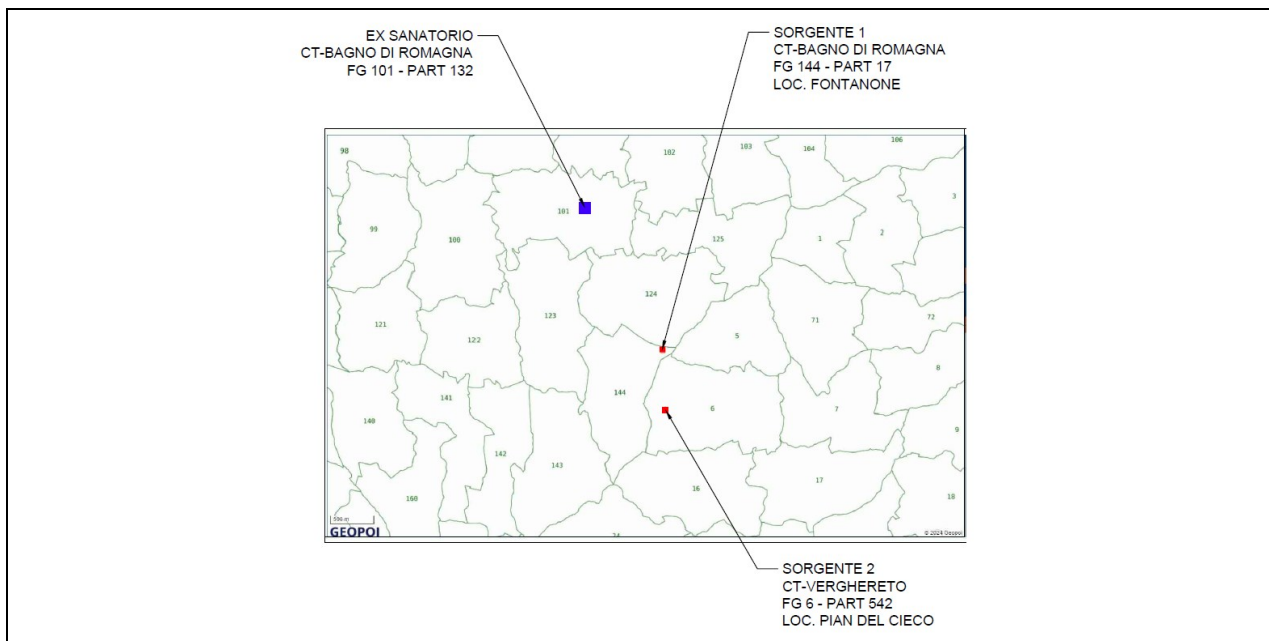 EX SANATORIO
CT-BAGNO DI ROMAGNA
FG 101 - PART 132
SORGENTE 1
CT-BAGNO DI ROMAGNA
FG 144 - PART 17
LOC. FONTANONE
98
102
103
104
106
99
100
101
125
1
2
3
121
122
123
124
5
71
72
8
140
141
144
6
7
9
142
143
160
16
17
18
GEOPOI
© 2024 Geopoi
SORGENTE 2
CT-VERGHERETO
FG 6 - PART 542
LOC. PIAN DEL CIECO